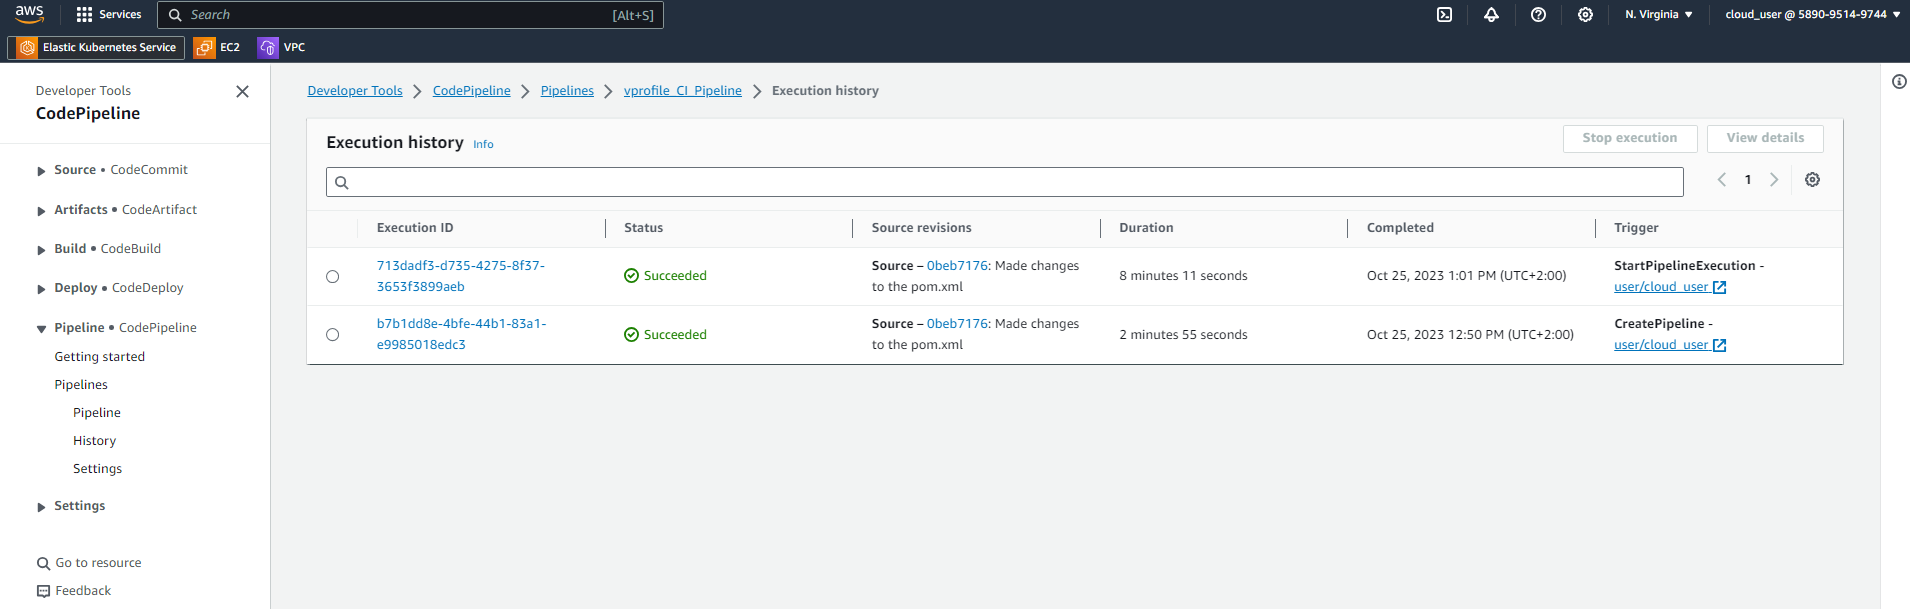 aws
Services
Search
[Alt+S]
N. Virginia
cloud_user @ 5890-9514-9744
Elastic Kubernetes Service
EC2
VPC
Developer Tools
CodePipeline
Source • CodeCommit
Artifacts • CodeArtifact
Build • CodeBuild
Deploy • CodeDeploy
Pipeline • CodePipeline
Getting started
Pipelines
Pipeline
History
Settings
Settings
Go to resource
Feedback
Developer Tools
CodePipeline
Pipelines
vprofile_CI_Pipeline
Execution history
Execution history
Info
Stop execution
View details
1
Execution ID
Status
Source revisions
Duration
Completed
Trigger
713dadf3-d735-4275-8f37-
3653f3899aeb
Succeeded
Source – 0beb7176: Made changes
to the pom.xml
8 minutes 11 seconds
Oct 25, 2023 1:01 PM (UTC+2:00)
StartPipelineExecution -
user/cloud_user
b7b1dd8e-4bfe-44b1-83a1-
e9985018edc3
Succeeded
Source – 0beb7176: Made changes
to the pom.xml
2 minutes 55 seconds
Oct 25, 2023 12:50 PM (UTC+2:00)
CreatePipeline -
user/cloud_user